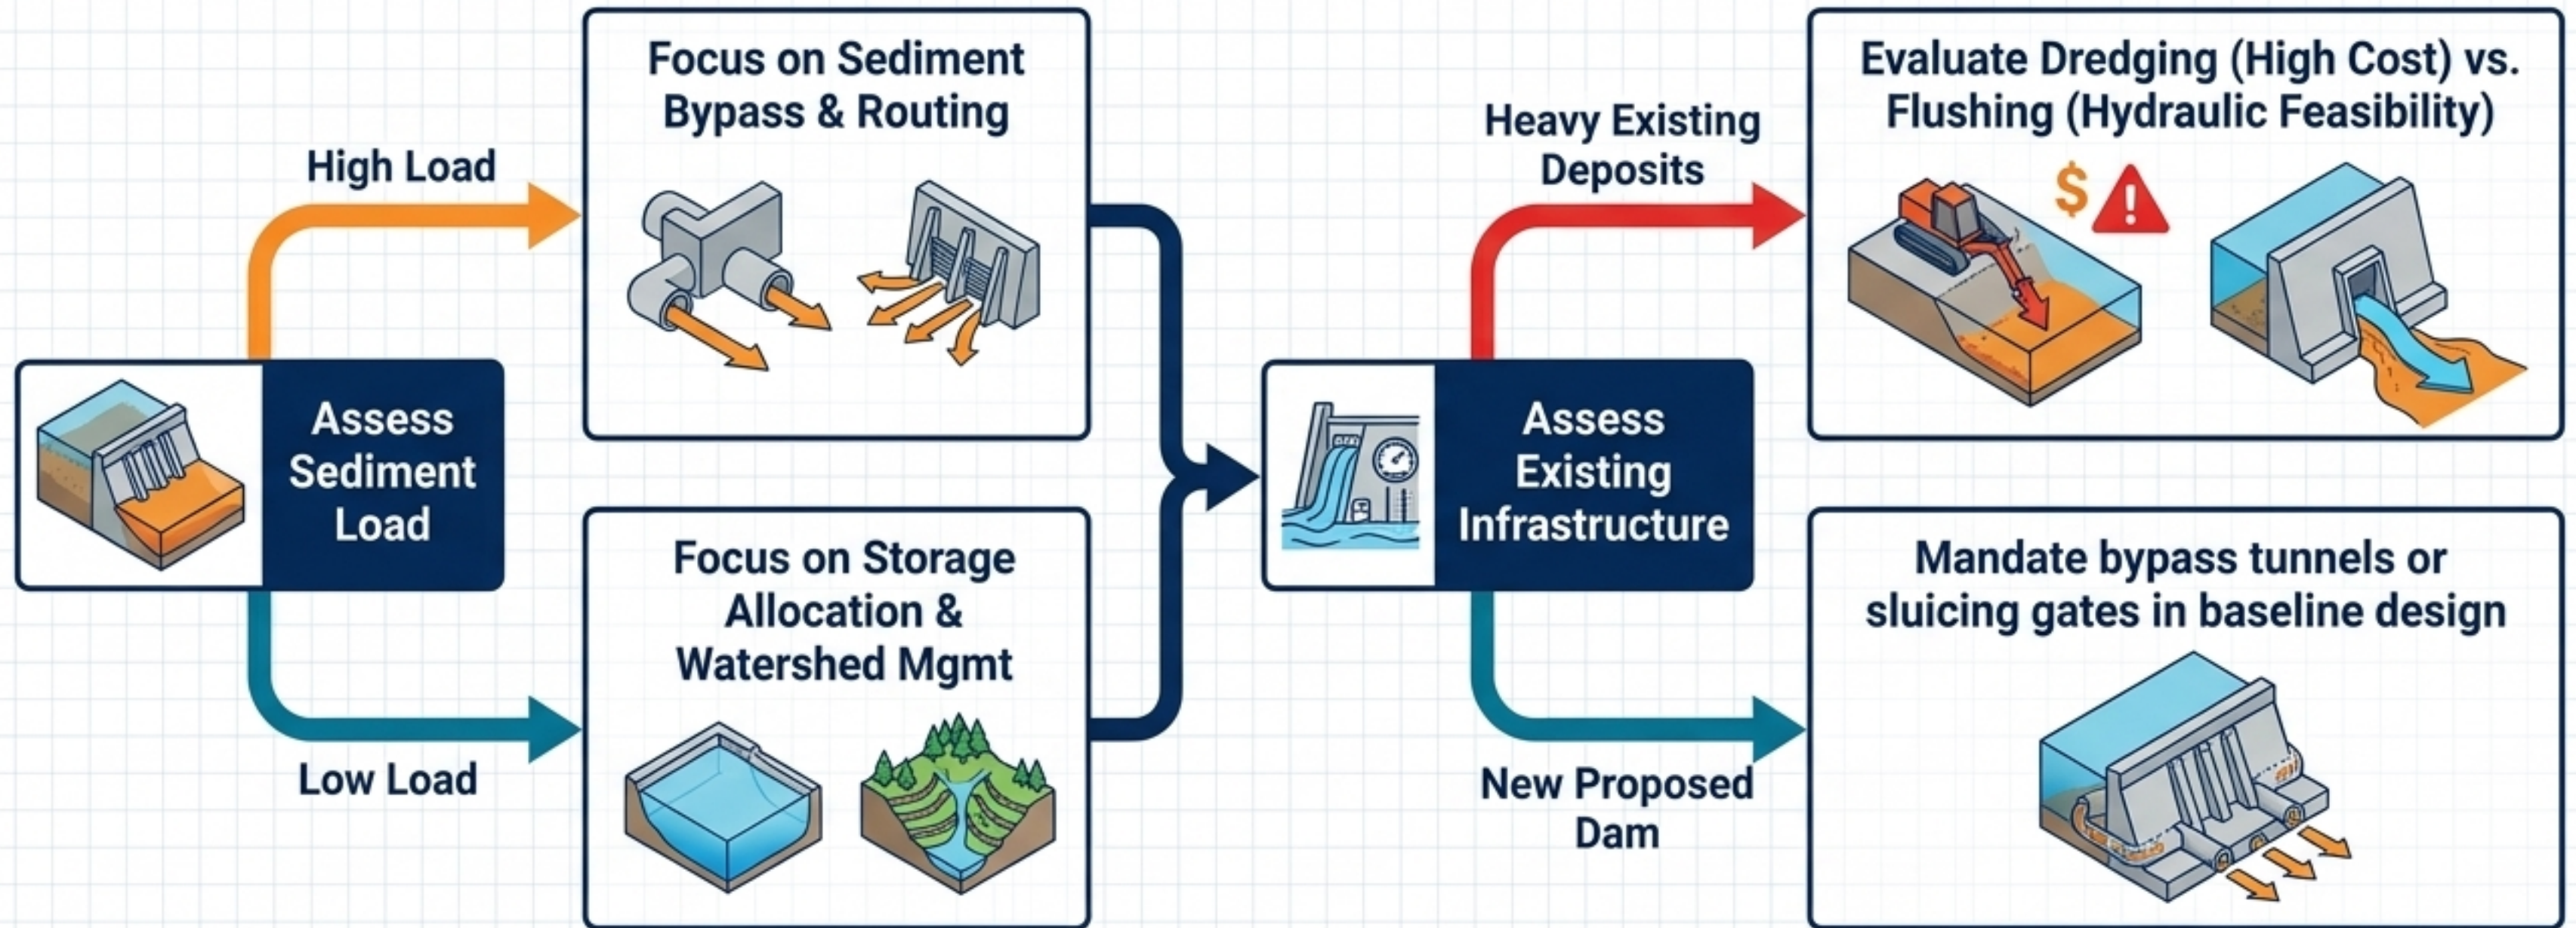 High Load
Focus on Sediment
Bypass & Routing
Assess
Sediment
Load
Low Load
Focus on Storage
Allocation &
Watershed Mgmt
Assess
Existing
Infrastructure
Heavy Existing
Deposits
Evaluate Dredging (High Cost) vs.
Flushing (Hydraulic Feasibility)
$
!
New Proposed
Dam
Mandate bypass tunnels or
sluicing gates in baseline design